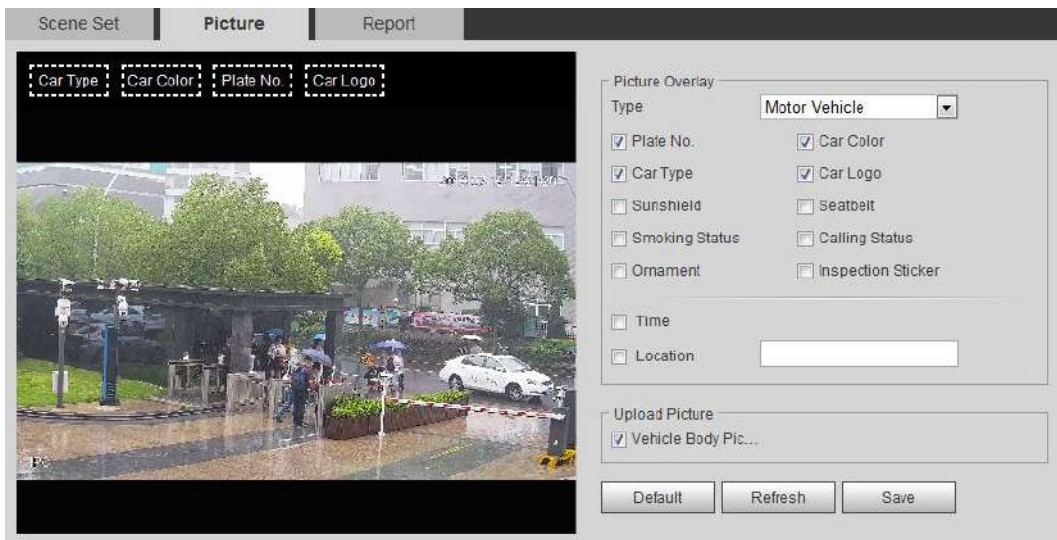 Scene Set Picture Report
Car Type Car Color Plate No. Car Logo
Picture Overlay
Type Motor Vehicle
Plate No. Car Color
Car Type Car Logo
Sunshield Seatbelt
Smoking Status Calling Status
Ornament Inspection Sticker
Time
Location
Upload Picture
Vehicle Body Pic...
Default Refresh Save